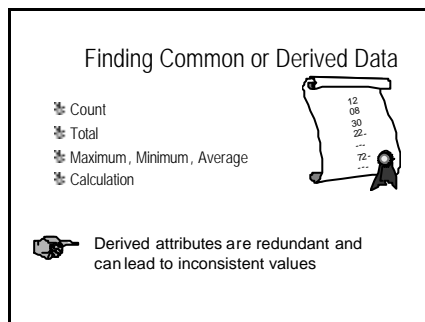 Finding Common or Derived Data
Count
Total
Maximum, Minimum, Average
Calculation
12
08
30
22-
---
72-
---
Derived attributes are redundant and
can lead to inconsistent values